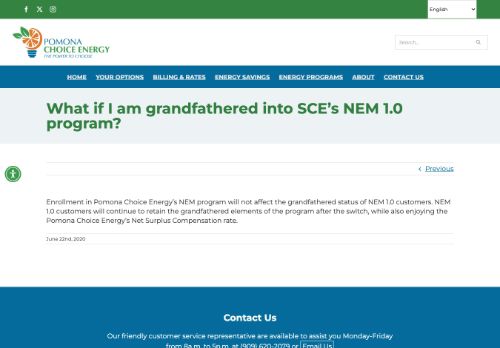 English
POMONA
CHOICE ENERGY
THE POWER TO CHOOSE
Search...
HOME YOUR OPTIONS BILLING & RATES ENERGY SAVINGS ENERGY PROGRAMS ABOUT CONTACT US
What if I am grandfathered into SCE's NEM 1.0
program?
Previous
Enrollment in Pomona Choice Energy's NEM program will not affect the grandfathered status of NEM 1.0 customers. NEM
1.0 customers will continue to retain the grandfathered elements of the program after the switch, while also enjoying the
Pomona Choice Energy's Net Surplus Compensation rate.
June 22nd, 2020
Contact Us
Our friendly customer service representative are available to assist you Monday-Friday
from 8a.m. to 5p.m. at (909) 620-2079 or Email Us